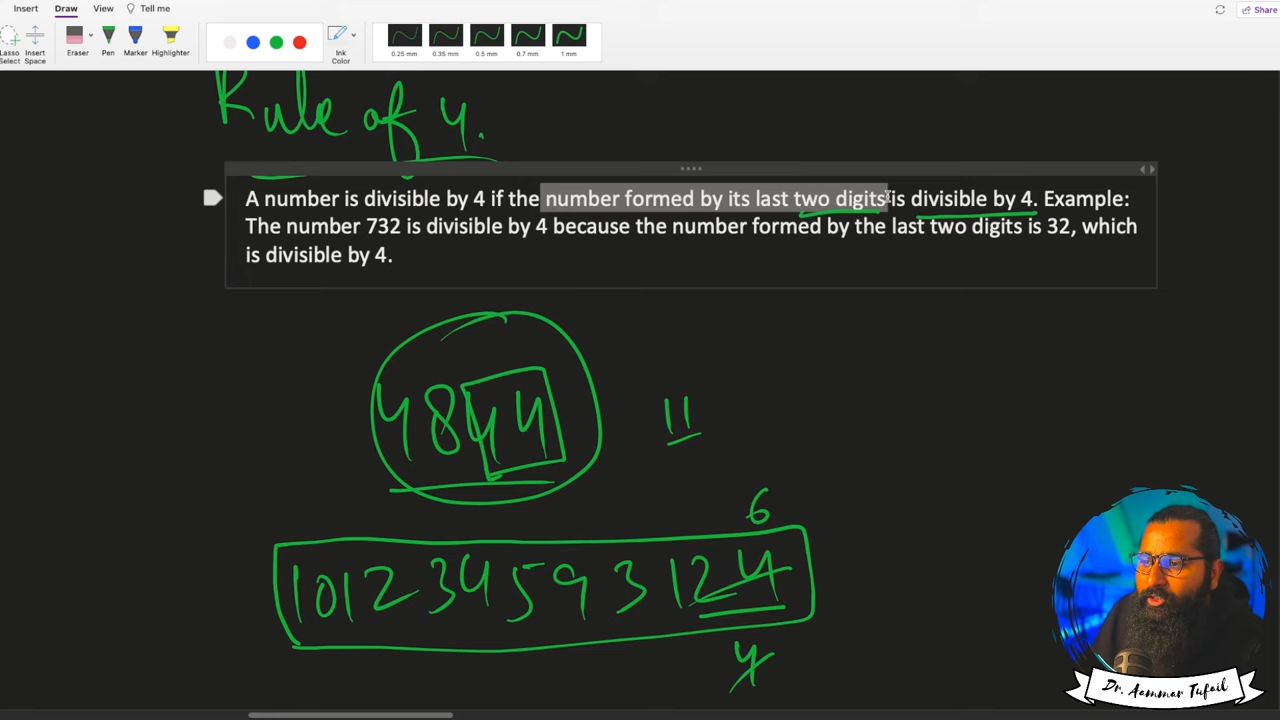 Insert Draw View Tell me Share
Lasso Select Insert Space Eraser Pen Marker Highlighter Ink Color 0.25 mm 0.35 mm 0.5 mm 0.7 mm 1 mm
Rule of 4.
A number is divisible by 4 if the number formed by its last two digits is divisible by 4. Example:
The number 732 is divisible by 4 because the number formed by the last two digits is 32, which
is divisible by 4.
4844 11
6
101234593124
4
Dr. Aammar Tufail